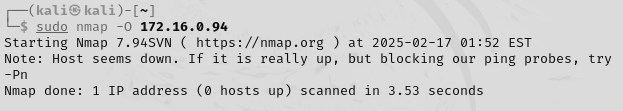 ┌──(kali㉿kali)-[~]
└─$ sudo nmap -O 172.16.0.94
Starting Nmap 7.94SVN ( https://nmap.org ) at 2025-02-17 01:52 EST
Note: Host seems down. If it is really up, but blocking our ping probes, try
-Pn
Nmap done: 1 IP address (0 hosts up) scanned in 3.53 seconds